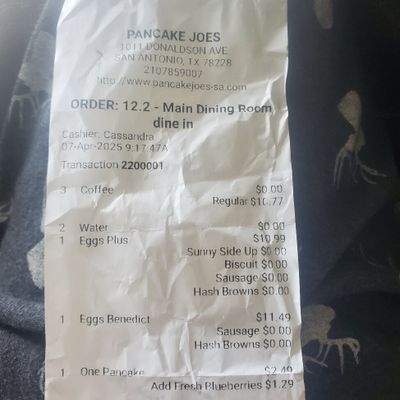 PANCAKE JOES
1011 DONALDSON AVE
SAN ANTONIO, TX 78228
2107859007
http://www.pancakejoes-sa.com
ORDER: 12.2 - Main Dining Room
dine in
Cashier: Cassandra
07-Apr-2025 9:17:47A
Transaction 2200001
3 Coffee $0.00
Regular $10.77
2 Water $0.00
1 Eggs Plus $10.99
Sunny Side Up $0.00
Biscuit $0.00
Sausage $0.00
Hash Browns $0.00
1 Eggs Benedict $11.49
Sausage $0.00
Hash Browns $0.00
1 One Pancake $2.49
Add Fresh Blueberries $1.29